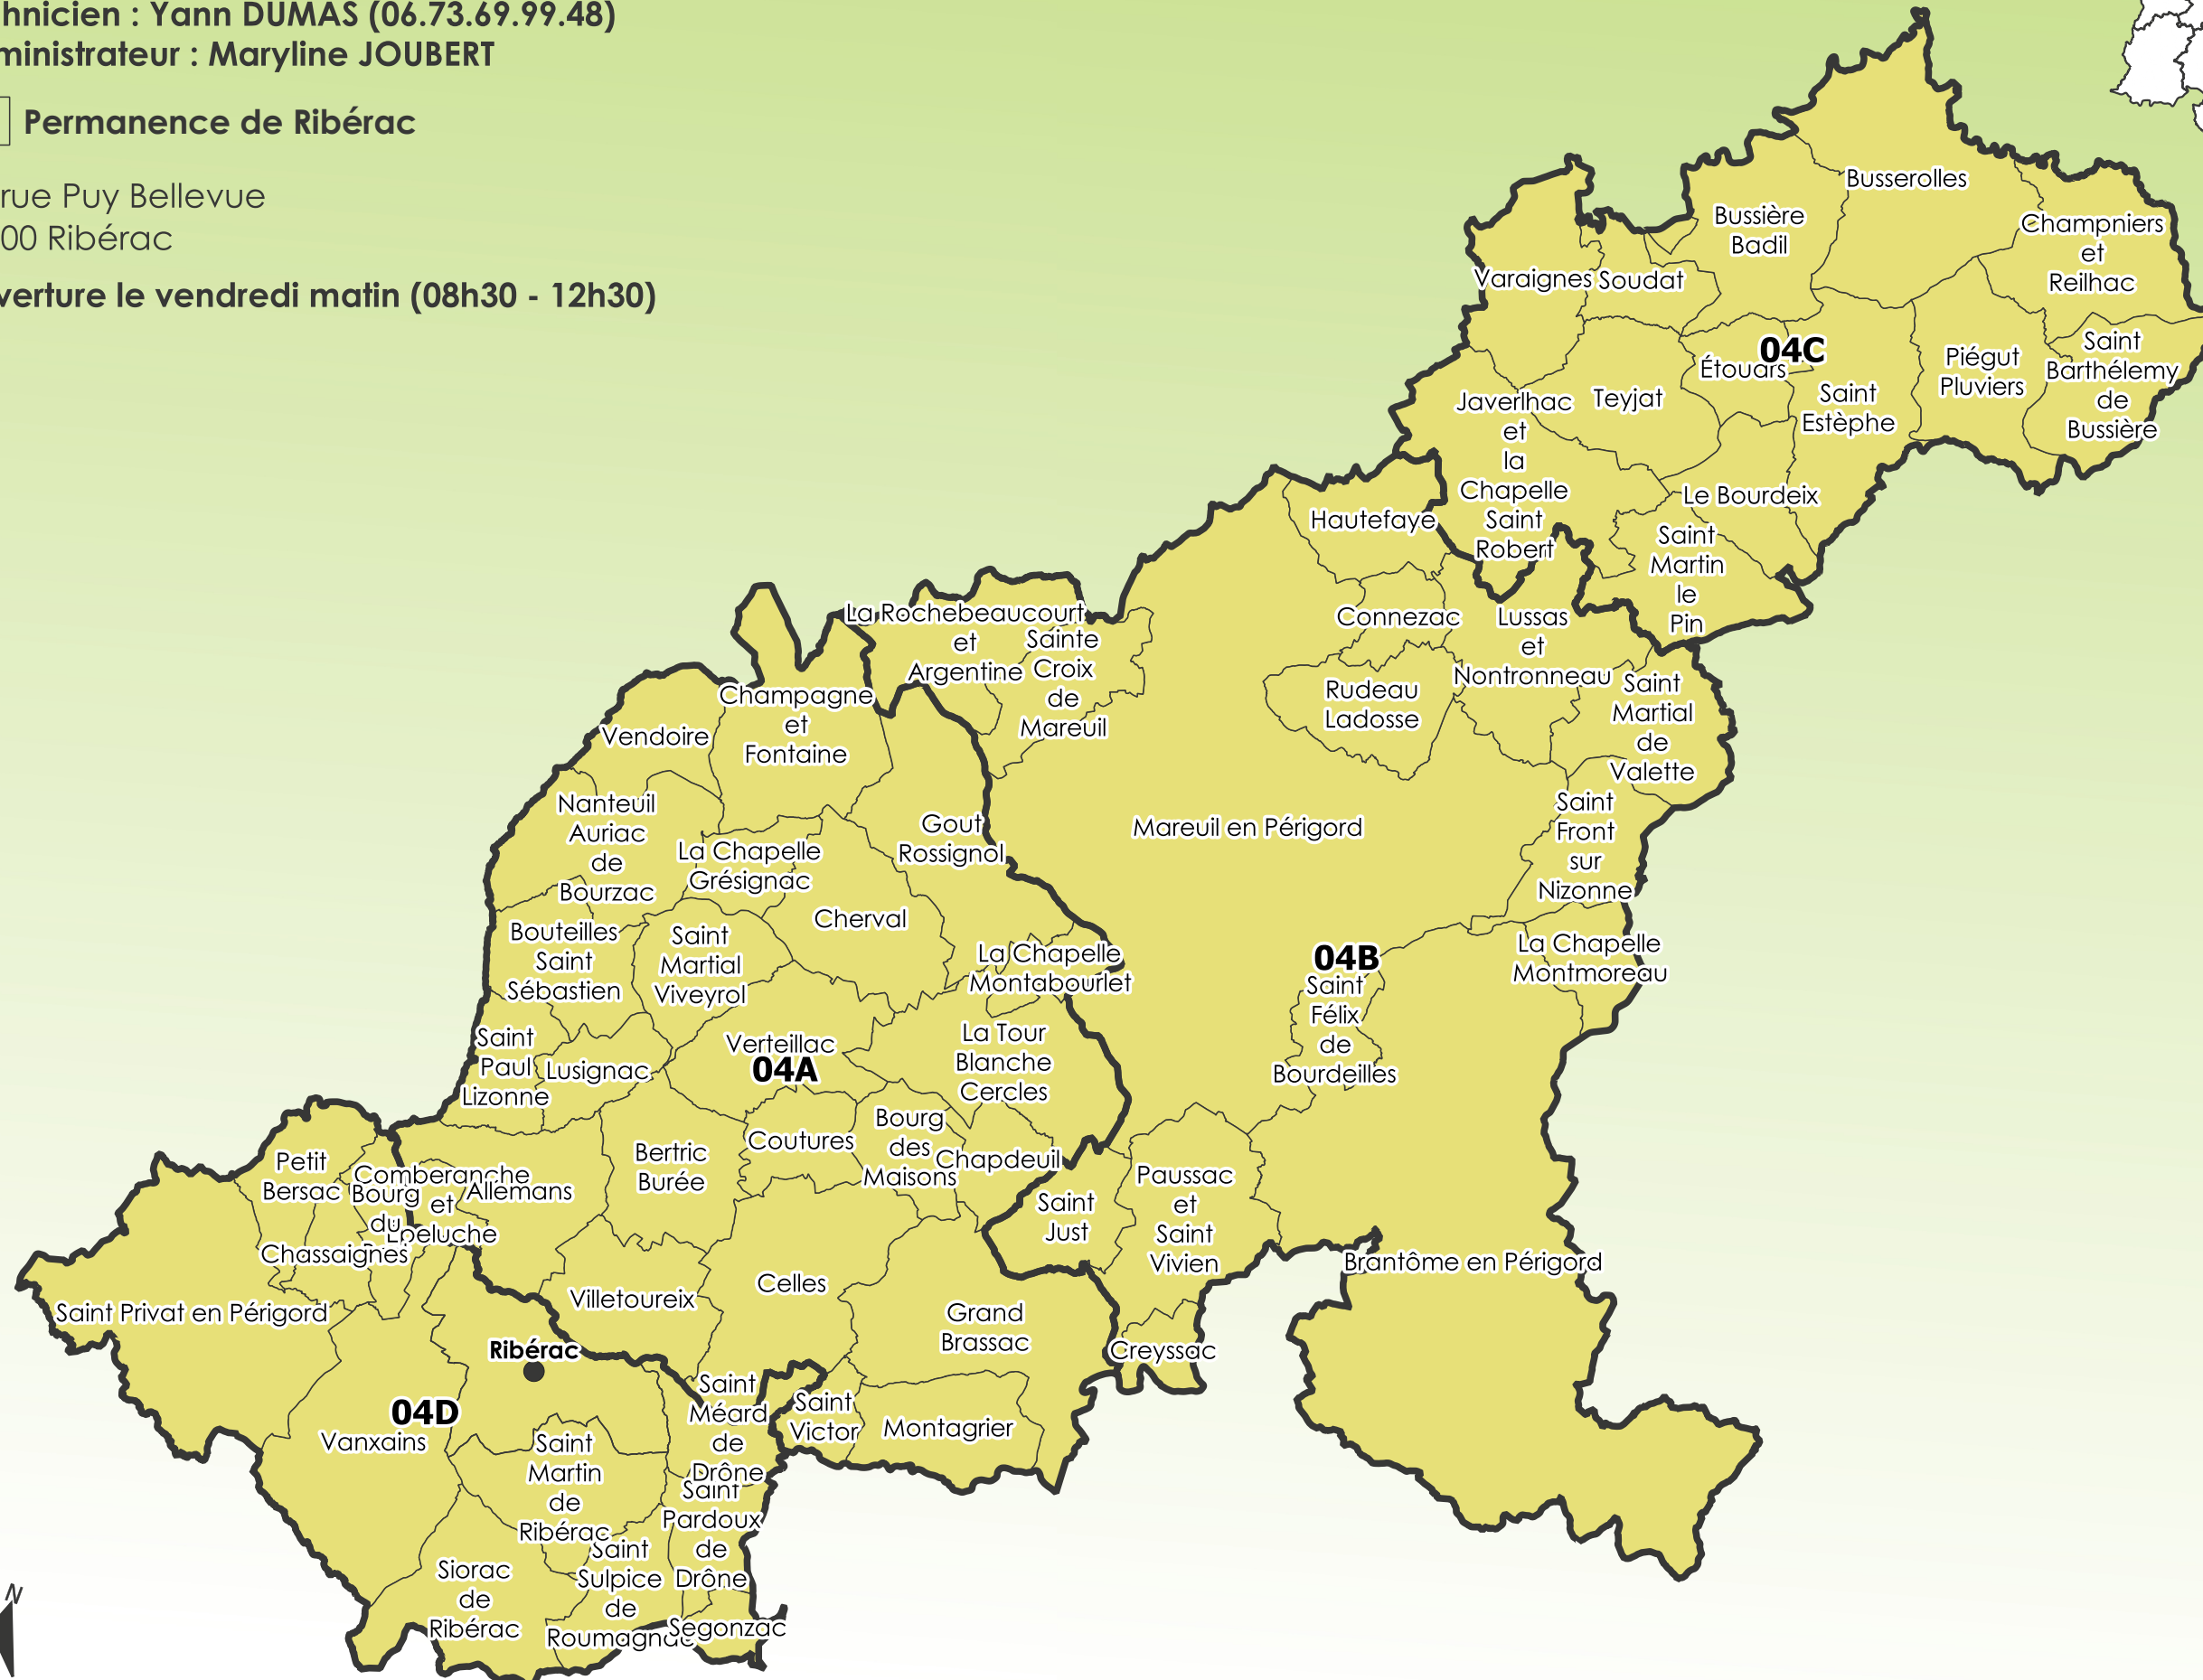 hnicien : Yann DUMAS (06.73.69.99.48)
ministrateur : Maryline JOUBERT
Permanence de Ribérac
rue Puy Bellevue
00 Ribérac
verture le vendredi matin (08h30 - 12h30)
Busserolles
Bussière
Badil
Champniers
et
Reilhac
Varaignes
Soudat
04C
Étouars
Saint
Estèphe
Piégut
Pluviers
Saint
Barthélemy
de
Bussière
Javerlhac
et
la
Chapelle
Saint
Robert
Teyjat
Le Bourdeix
Saint
Martin
le
Pin
Hautefaye
Connezac
Lussas
et
Nontronneau
Rudeau
Ladosse
Saint
Martial
de
Valette
La Rochebeaucourt
et
Argentine
Sainte
Croix
de
Mareuil
Champagne
et
Fontaine
Vendoire
Nanteuil
Auriac
de
Bourzac
La Chapelle
Grésignac
Gout
Rossignol
Mareuil en Périgord
Saint
Front
sur
Nizonne
Cherval
Bouteilles
Saint
Sébastien
Saint
Martial
Viveyrol
La Chapelle
Montabourlet
04B
Saint
Félix
de
Bourdeilles
La Chapelle
Montmoreau
Saint
Paul
Lizonne
Lusignac
Verteillac
04A
La Tour
Blanche
Cercles
Coutures
Bourg
des
Maisons
Chapdeuil
Bertric
Burée
Petit
Bersac
Comberanche
et
Epeluche
Bourg
du
Allemans
Chassaignes
Saint
Just
Paussac
et
Saint
Vivien
Brantôme en Périgord
Saint Privat en Périgord
Villetoureix
Celles
Grand
Brassac
Creyssac
Ribérac
04D
Vanxains
Saint
Méard
de
Drône
Saint
Victor
Montagrier
Saint
Martin
de
Ribérac
Saint
Pardoux
de
Drône
Siorac
de
Ribérac
Saint
Sulpice
de
Roumagnac
Segonzac
N